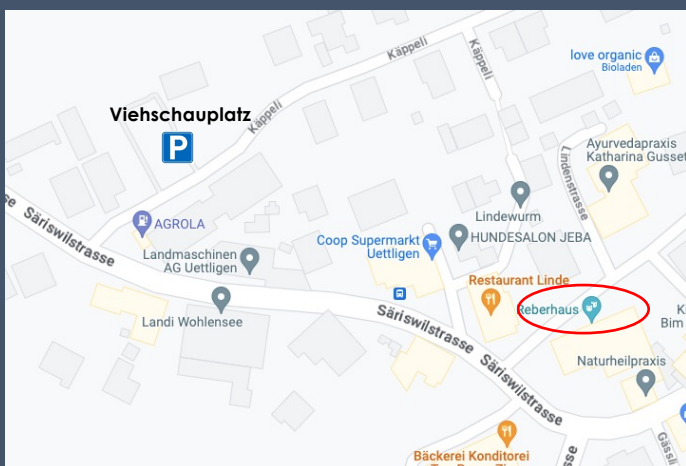 Käppeli
love organic
Bioladen
Käppeli
Viehschauplatz
P
Käppeli
Lindenstrasse
Ayurvedapraxis
Katharina Gusset
Säriswilstrasse
AGROLA
Lindewurm
Landmaschinen
AG Uettligen
Coop Supermarkt
Uettligen
HUNDESALON JEBA
Restaurant Linde
Reberhaus
Landi Wohlensee
Säriswilstrasse
Säriswilstrasse
Bim
Naturheilpraxis
Bäckerei Konditorei